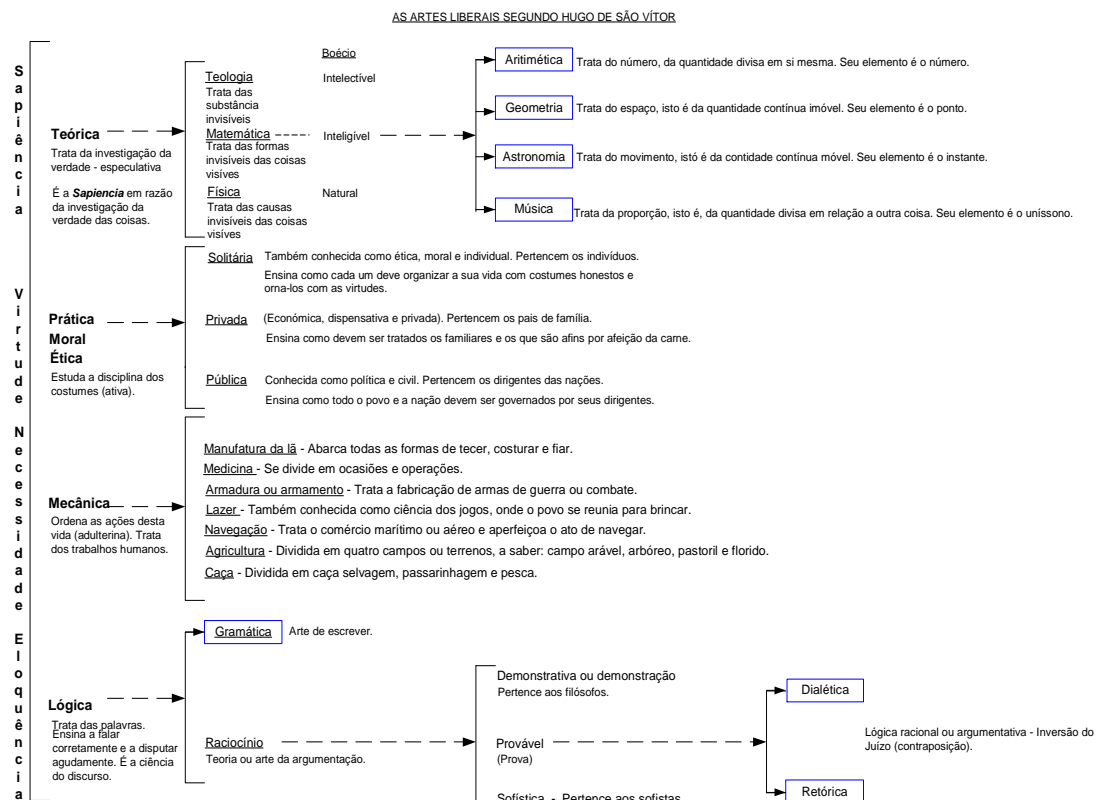 AS ARTES LIBERAIS SEGUNDO HUGO DE SÃO VÍTOR
Sapiência
Virtude
Necessidade
Eloquência
Teórica
Trata da investigação da
verdade - especulativa
É a Sapiencia em razão
da investigação da
verdade das coisas.
Boécio
Teologia
Trata das
substância
invisíveis
Intelectível
Matemática
Trata das formas
invisíveis das coisas
visíves
Inteligível
Física
Trata das causas
invisíveis das coisas
visíves
Natural
Aritimética
Trata do número, da quantidade divisa em si mesma. Seu elemento é o número.
Geometria
Trata do espaço, isto é da quantidade contínua imóvel. Seu elemento é o ponto.
Astronomia
Trata do movimento, istó é da contidade contínua móvel. Seu elemento é o instante.
Música
Trata da proporção, isto é, da quantidade divisa em relação a outra coisa. Seu elemento é o uníssono.
Prática
Moral
Ética
Estuda a disciplina dos
costumes (ativa).
Solitária
Também conhecida como ética, moral e individual. Pertencem os indivíduos.
Ensina como cada um deve organizar a sua vida com costumes honestos e
orna-los com as virtudes.
Privada
(Económica, dispensativa e privada). Pertencem os pais de família.
Ensina como devem ser tratados os familiares e os que são afins por afeição da carne.
Pública
Conhecida como política e civil. Pertencem os dirigentes das nações.
Ensina como todo o povo e a nação devem ser governados por seus dirigentes.
Mecânica
Ordena as ações desta
vida (adulterina). Trata
dos trabalhos humanos.
Manufatura da lã - Abarca todas as formas de tecer, costurar e fiar.
Medicina - Se divide em ocasiões e operações.
Armadura ou armamento - Trata a fabricação de armas de guerra ou combate.
Lazer - Também conhecida como ciência dos jogos, onde o povo se reunia para brincar.
Navegação - Trata o comércio marítimo ou aéreo e aperfeiçoa o ato de navegar.
Agricultura - Dividida em quatro campos ou terrenos, a saber: campo arável, arbóreo, pastoril e florido.
Caça - Dividida em caça selvagem, passarinhagem e pesca.
Lógica
Trata das palavras.
Ensina a falar
corretamente e a disputar
agudamente. É a ciência
do discurso.
Gramática
Arte de escrever.
Raciocínio
Teoria ou arte da argumentação.
Demonstrativa ou demonstração
Pertence aos filósofos.
Provável
(Prova)
Sofística - Pertence aos sofistas
Dialética
Lógica racional ou argumentativa - Inversão do
Juízo (contraposição).
Retórica